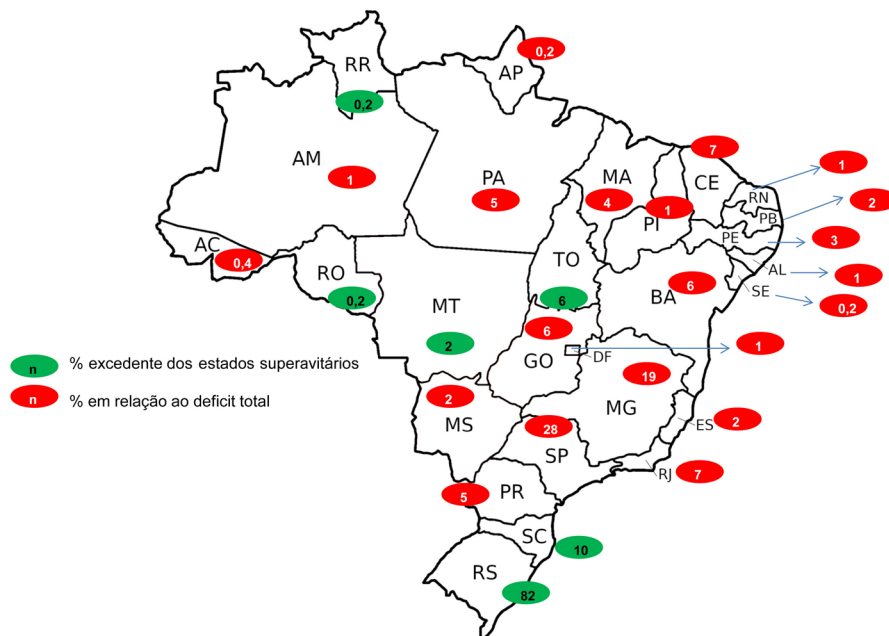 0,2
RR
AP
0,2
7
AM
1
PA
5
MA
4
CE
1
PI
RN
1
PB
2
PE
3
AC
0,4
RO
0,2
TO
6
AL
1
SE
0,2
BA
6
MT
2
6
GO
DF
1
n % excedente dos estados superavitários
n % em relação ao deficit total
19
MG
2
MS
28
SP
ES
2
RJ
7
5
PR
SC
10
RS
82